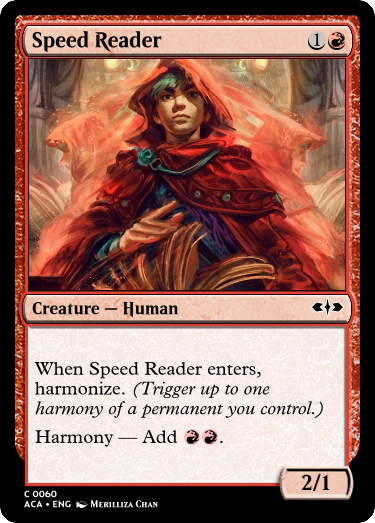 Speed Reader 1
Creature — Human
When Speed Reader enters,
harmonize. (Trigger up to one
harmony of a permanent you control.)
Harmony — Add .
2/1
C 0060
ACA • ENG Merilliza Chan